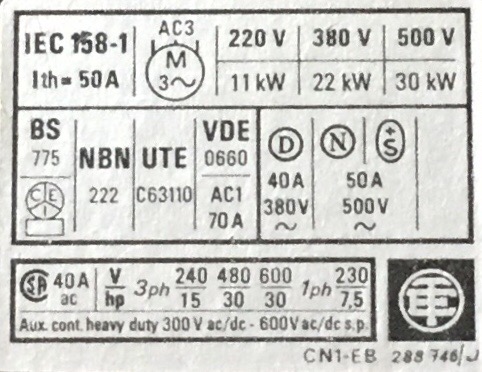 IEC 158-1 AC3 220 V 380 V 500 V
Ith = 50 A M 3~ 11 kW 22 kW 30 kW
BS NBN UTE VDE D N +S
775 222 C63110 0660 40A 50A
CEI AC1 380V 500V
70A ~ ~
SA 40A V 3ph 240 480 600 1ph 230
ac hp 15 30 30 7,5
Aux. cont. heavy duty 300 V ac/dc - 600V ac/dc s.p.
CN1-EB 288 746/J